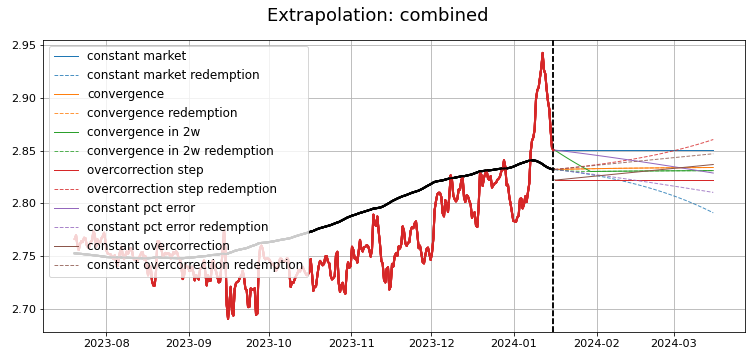 Extrapolation: combined
2.95
2.90
2.85
2.80
2.75
2.70
constant market
constant market redemption
convergence
convergence redemption
convergence in 2w
convergence in 2w redemption
overcorrection step
overcorrection step redemption
constant pct error
constant pct error redemption
constant overcorrection
constant overcorrection redemption
2023-08 2023-09 2023-10 2023-11 2023-12 2024-01 2024-02 2024-03